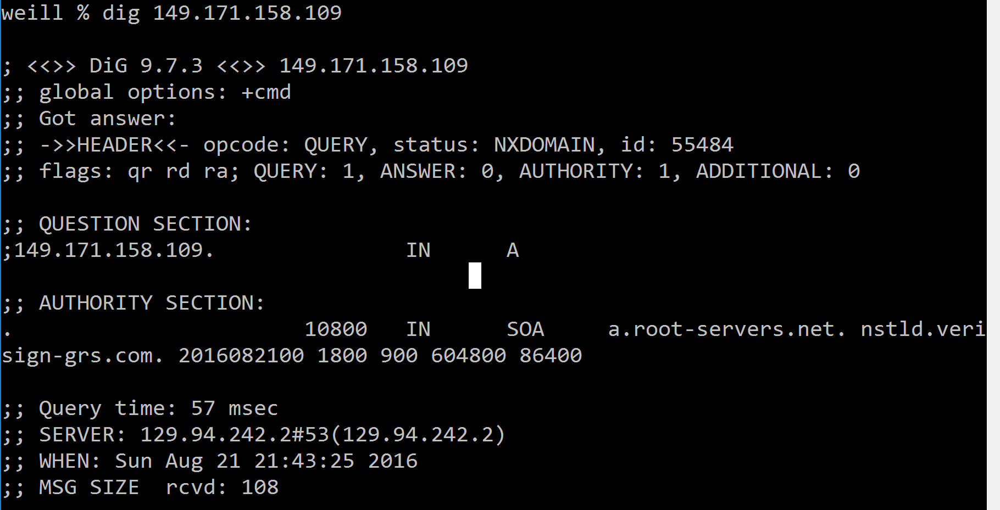 weill % dig 149.171.158.109
; <<>> DiG 9.7.3 <<>> 149.171.158.109
;; global options: +cmd
;; Got answer:
;; ->>HEADER<<- opcode: QUERY, status: NXDOMAIN, id: 55484
;; flags: qr rd ra; QUERY: 1, ANSWER: 0, AUTHORITY: 1, ADDITIONAL: 0
;; QUESTION SECTION:
;149.171.158.109. IN A
;; AUTHORITY SECTION:
. 10800 IN SOA a.root-servers.net. nstld.veri
sign-grs.com. 2016082100 1800 900 604800 86400
;; Query time: 57 msec
;; SERVER: 129.94.242.2#53(129.94.242.2)
;; WHEN: Sun Aug 21 21:43:25 2016
;; MSG SIZE rcvd: 108